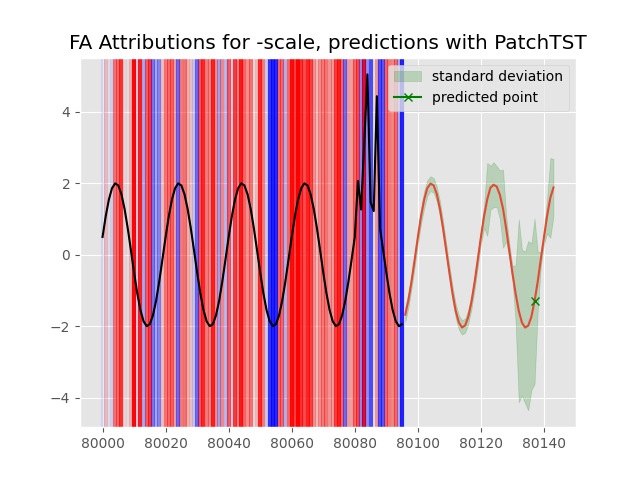 FA Attributions for -scale, predictions with PatchTST
standard deviation
predicted point
4
2
0
−2
−4
80000 80020 80040 80060 80080 80100 80120 80140